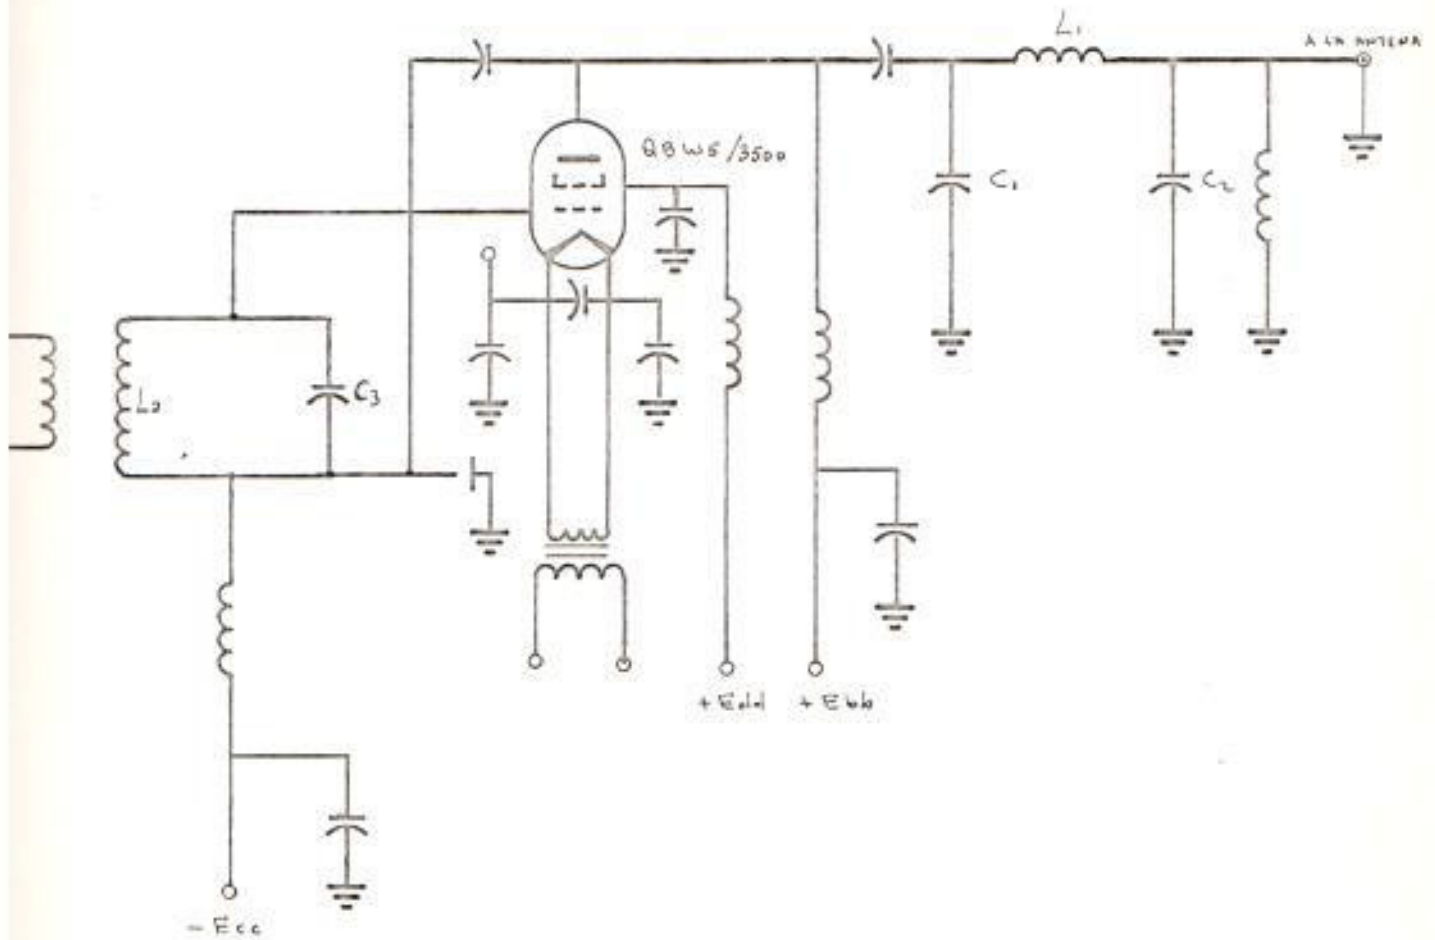 L1
A LA ANTENA
QBW5/3500
C1
C2
L2
C3
+ Edd
+ Ebb
- Ecc